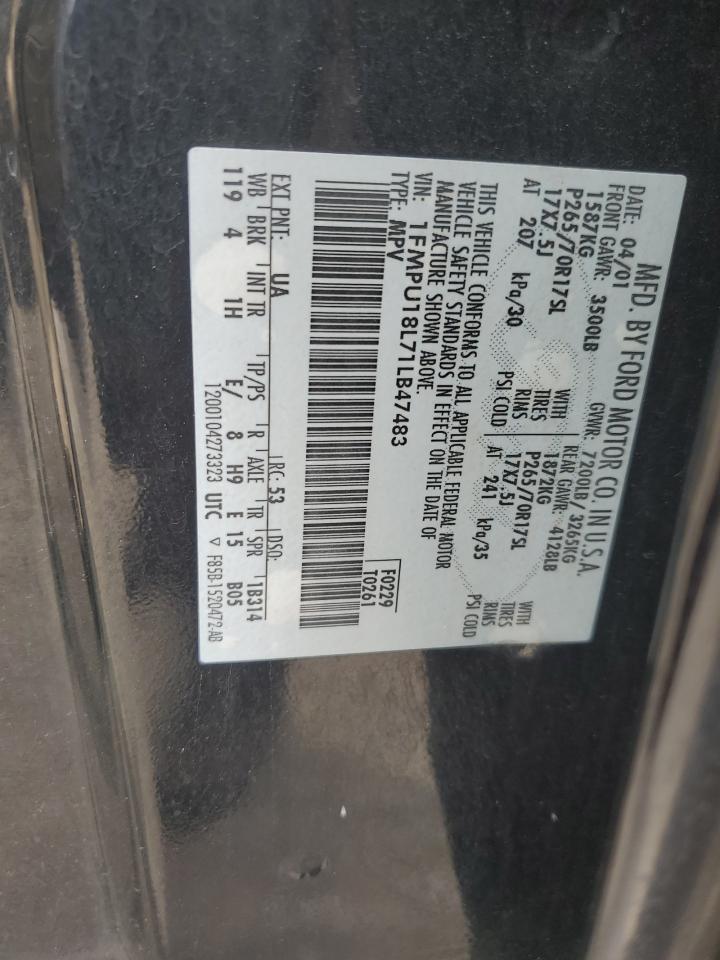 MFD. BY FORD MOTOR CO. IN U.S.A.
DATE: 04/01 GVWR: 7200LB/ 3265KG
FRONT GAWR: 3500LB REAR GAWR: 4128LB
1587KG WITH 1872KG WITH
P265/70R17SL TIRES P265/70R17SL TIRES
17X7.5J RIMS 17X7.5J RIMS
AT 207 kPa/30 PSI COLD AT 241 kPa/35 PSI COLD
THIS VEHICLE CONFORMS TO ALL APPLICABLE FEDERAL MOTOR
VEHICLE SAFETY STANDARDS IN EFFECT ON THE DATE OF
MANUFACTURE SHOWN ABOVE.
VIN: 1FMPU18L71LB47483
TYPE: MPV
F0229
T0261
EXT PNT: UA RC: 53 DSO:
WB BRK INT TR TP/PS R AXLE TR SPR 1B314
119 4 1H E/ 8 H9 E 15 B05
1200104273323 UTC ▽ F85B-1520472-AB